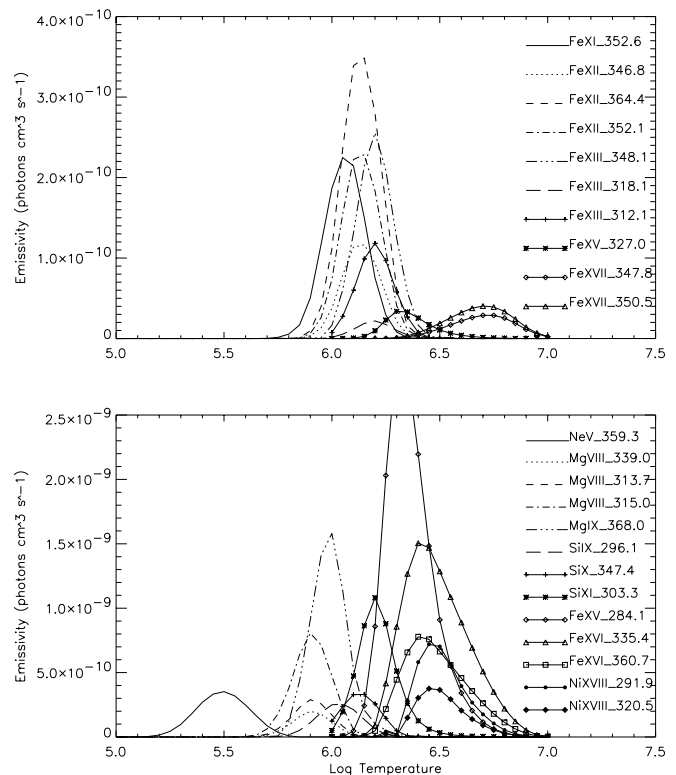 4.0×10^-10
3.0×10^-10
2.0×10^-10
1.0×10^-10
0
Emissivity (photons cm^3 s^-1)
5.0 5.5 6.0 6.5 7.0 7.5
FeXI_352.6
FeXII_346.8
FeXII_364.4
FeXII_352.1
FeXIII_348.1
FeXIII_318.1
FeXIII_312.1
FeXV_327.0
FeXVII_347.8
FeXVII_350.5
2.5×10^-9
2.0×10^-9
1.5×10^-9
1.0×10^-9
5.0×10^-10
0
Emissivity (photons cm^3 s^-1)
5.0 5.5 6.0 6.5 7.0 7.5
Log Temperature
NeV_359.3
MgVIII_339.0
MgVIII_313.7
MgVIII_315.0
MgIX_368.0
SiIX_296.1
SiX_347.4
SiXI_303.3
FeXV_284.1
FeXVI_335.4
FeXVI_360.7
NiXVIII_291.9
NiXVIII_320.5